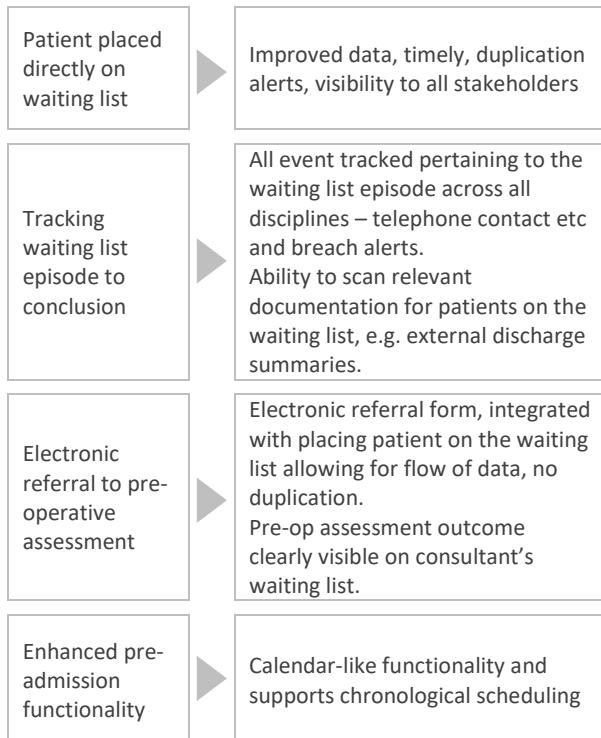 Patient placed
directly on
waiting list
Improved data, timely, duplication
alerts, visibility to all stakeholders
Tracking
waiting list
episode to
conclusion
All event tracked pertaining to the
waiting list episode across all
disciplines – telephone contact etc
and breach alerts.
Ability to scan relevant
documentation for patients on the
waiting list, e.g. external discharge
summaries.
Electronic
referral to pre-
operative
assessment
Electronic referral form, integrated
with placing patient on the waiting
list allowing for flow of data, no
duplication.
Pre-op assessment outcome
clearly visible on consultant’s
waiting list.
Enhanced pre-
admission
functionality
Calendar-like functionality and
supports chronological scheduling